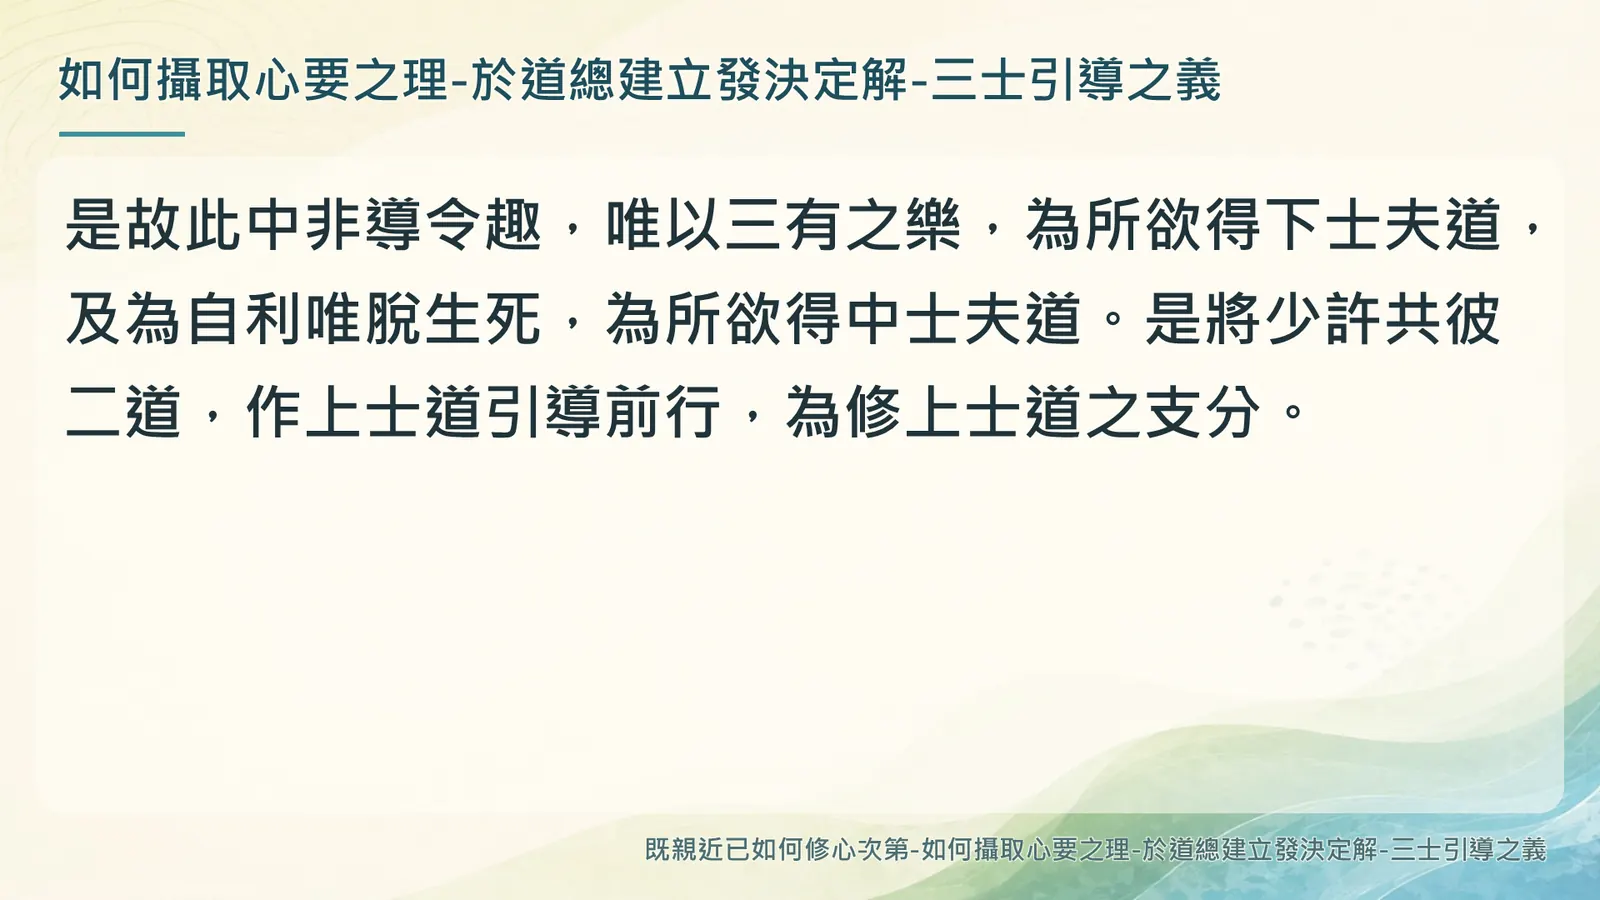 如何攝取心要之理-於道總建立發決定解-三士引導之義
是故此中非導令趣，唯以三有之樂，為所欲得下士夫道，
及為自利唯脫生死，為所欲得中士夫道。是將少許共彼
二道，作上士道引導前行，為修上士道之支分。
既親近已如何修心次第-如何攝取心要之理-於道總建立發決定解-三士引導之義